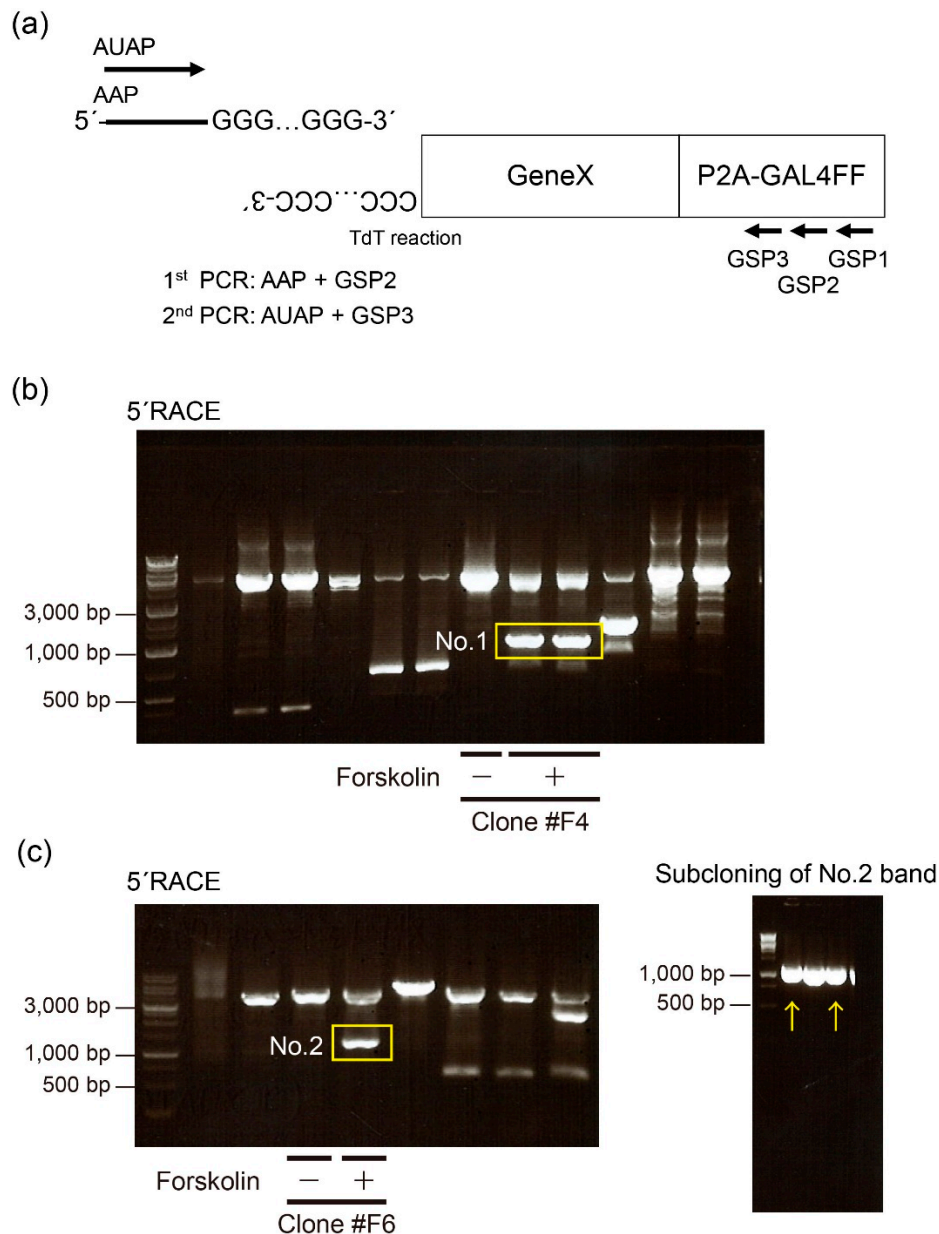 (a)
AUAP
AAP
5´-GGG...GGG-3´
CCC...CCC-3´
TdT reaction
GeneX
P2A-GAL4FF
GSP3
GSP2
GSP1
1st PCR: AAP + GSP2
2nd PCR: AUAP + GSP3
(b)
5´RACE
3,000 bp
1,000 bp
500 bp
No.1
Forskolin
− +
Clone #F4
(c)
5´RACE
3,000 bp
1,000 bp
500 bp
No.2
Forskolin
− +
Clone #F6
Subcloning of No.2 band
1,000 bp
500 bp